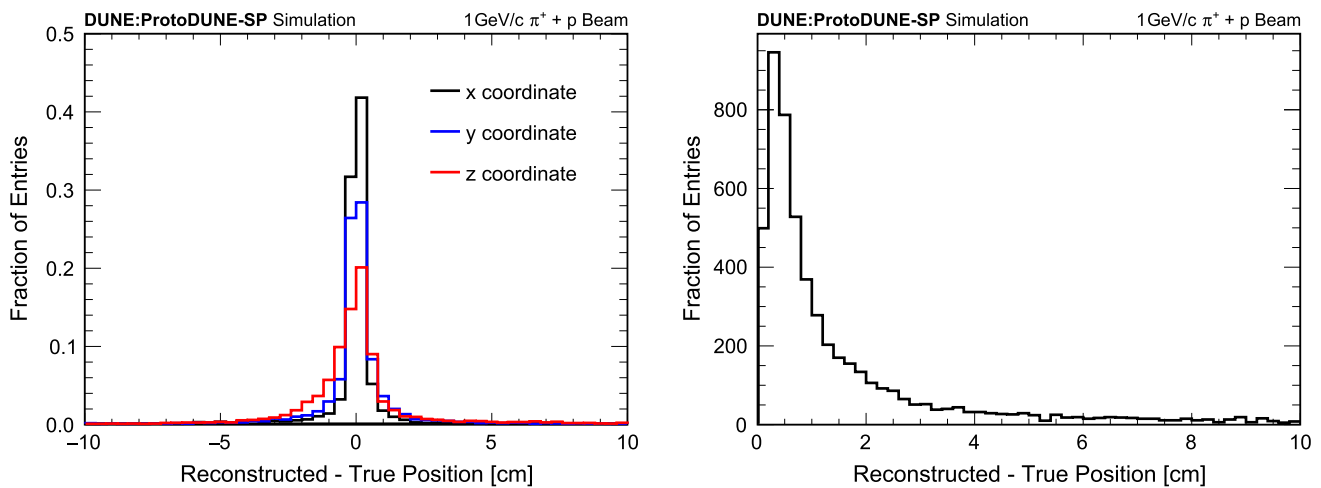 DUNE:ProtoDUNE-SP Simulation
1GeV/c π⁺ + p Beam
0.5
0.4
0.3
0.2
0.1
0.0
Fraction of Entries
x coordinate
y coordinate
z coordinate
−10
−5
0
5
10
Reconstructed - True Position [cm]
DUNE:ProtoDUNE-SP Simulation
1GeV/c π⁺ + p Beam
800
600
400
200
0
Fraction of Entries
0
2
4
6
8
10
Reconstructed - True Position [cm]